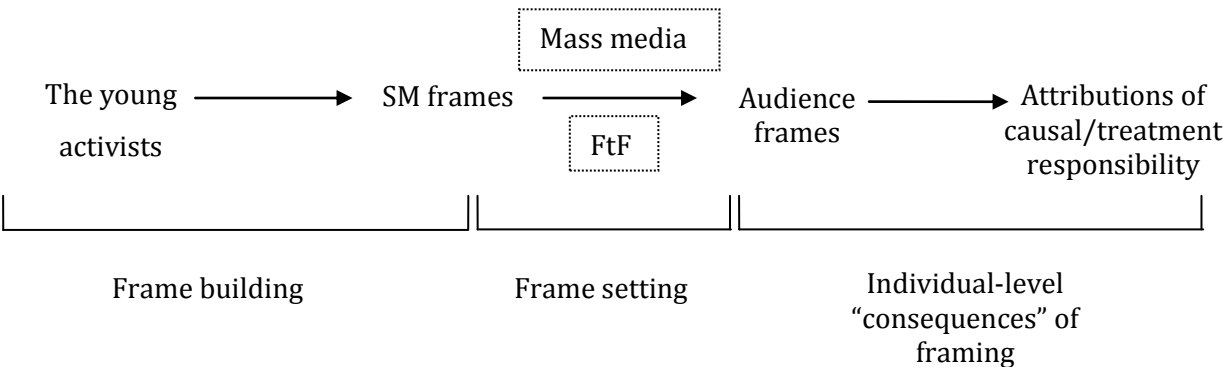 Mass media
The young
activists
SM frames
FtF
Audience
frames
Attributions of
causal/treatment
responsibility
Frame building
Frame setting
Individual-level
“consequences” of
framing